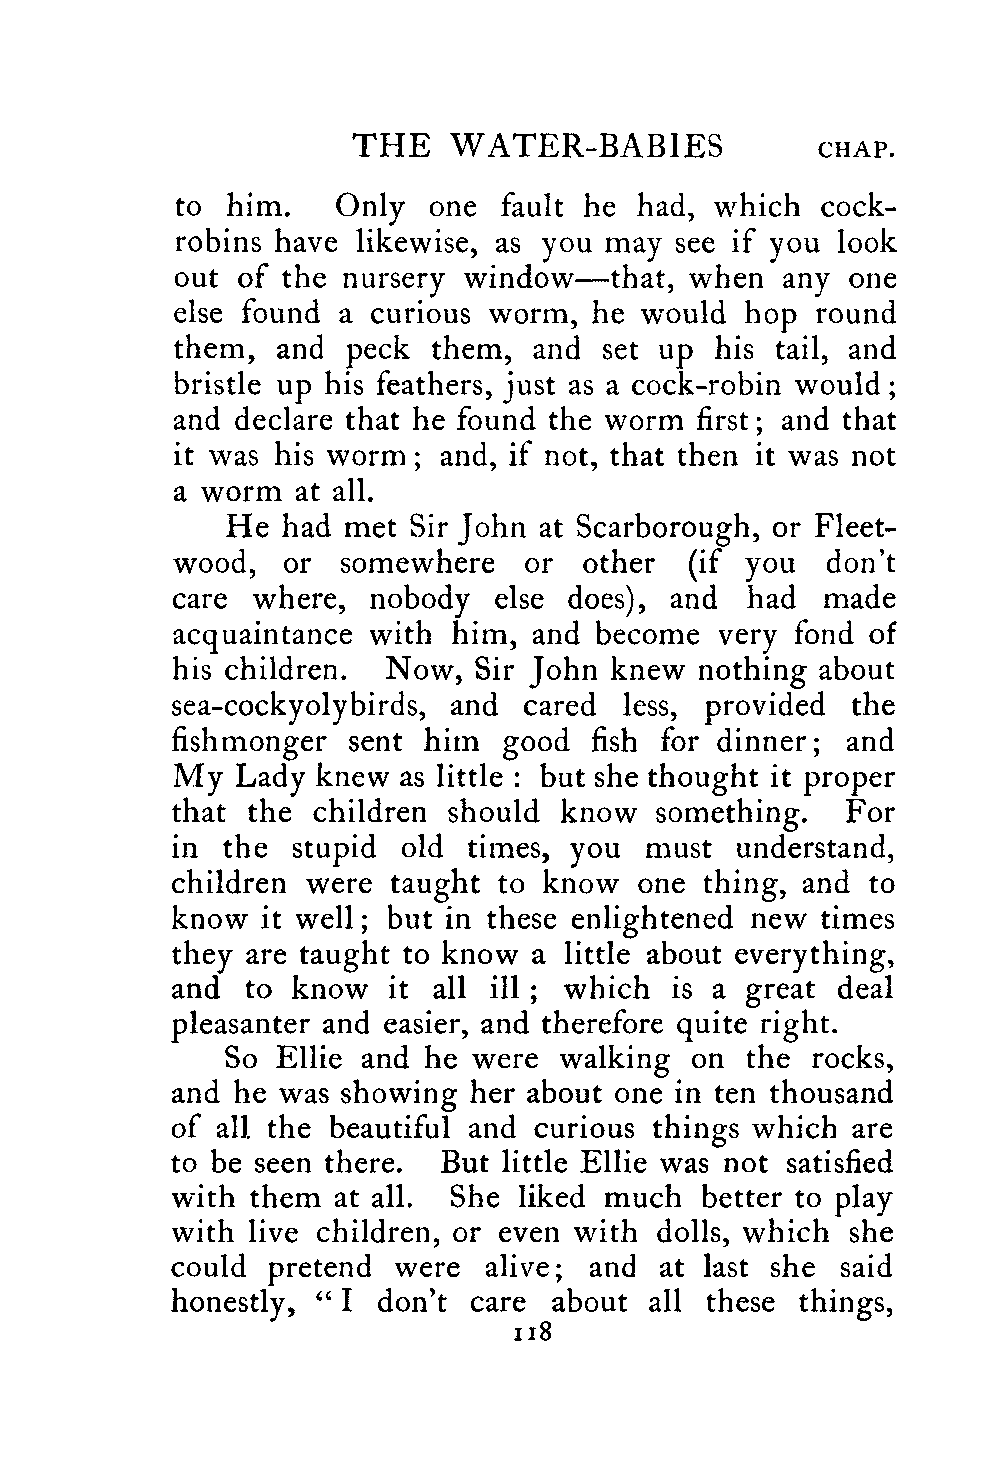 THE WATER-BABIES CHAP.
to him. Only one fault he had, which cock-
robins have likewise, as you may see if you look
out of the nursery window—that, when any one
else found a curious worm, he would hop round
them, and peck them, and set up his tail, and
bristle up his feathers, just as a cock-robin would;
and declare that he found the worm first; and that
it was his worm; and, if not, that then it was not
a worm at all.
He had met Sir John at Scarborough, or Fleet-
wood, or somewhere or other (if you don't
care where, nobody else does), and had made
acquaintance with him, and become very fond of
his children. Now, Sir John knew nothing about
sea-cockyolybirds, and cared less, provided the
fishmonger sent him good fish for dinner; and
My Lady knew as little: but she thought it proper
that the children should know something. For
in the stupid old times, you must understand,
children were taught to know one thing, and to
know it well; but in these enlightened new times
they are taught to know a little about everything,
and to know it all ill; which is a great deal
pleasanter and easier, and therefore quite right.
So Ellie and he were walking on the rocks,
and he was showing her about one in ten thousand
of all the beautiful and curious things which are
to be seen there. But little Ellie was not satisfied
with them at all. She liked much better to play
with live children, or even with dolls, which she
could pretend were alive; and at last she said
honestly, "I don't care about all these things,
118